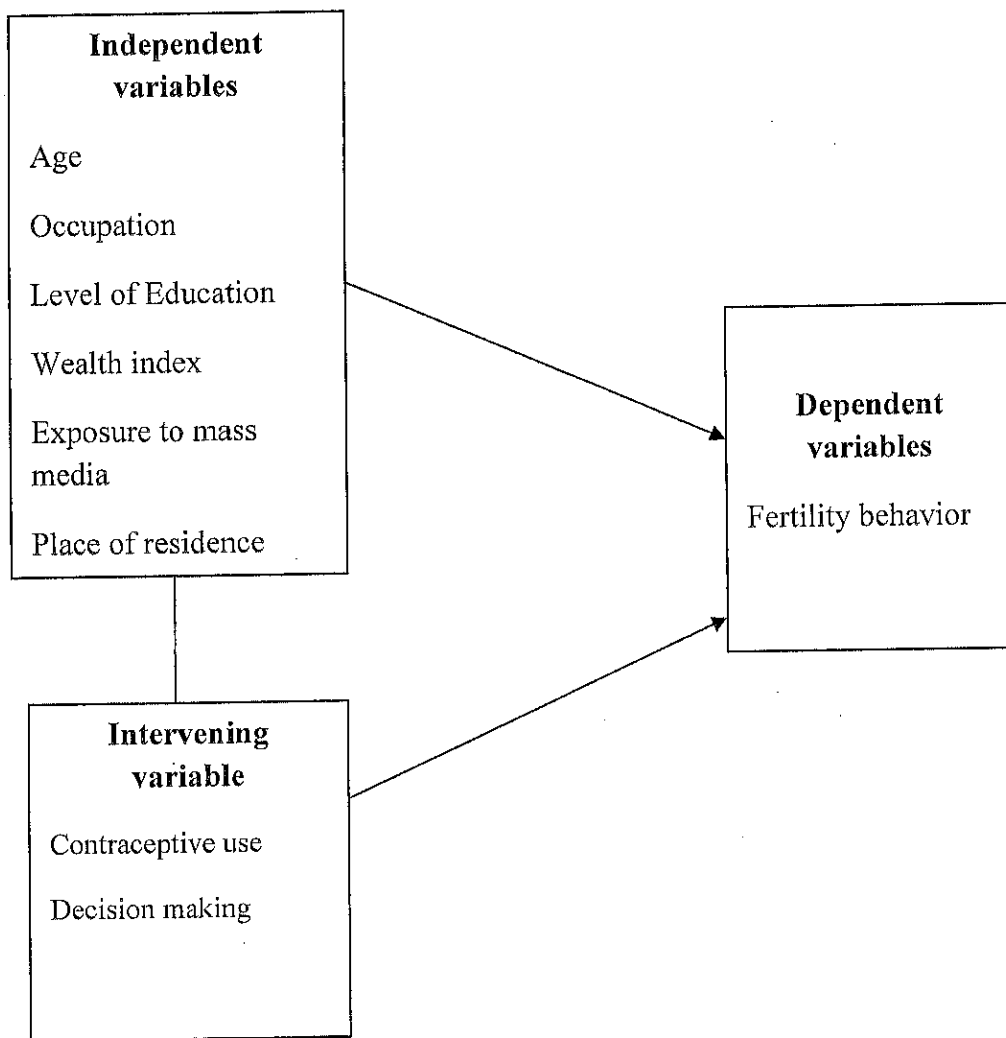 Independent
variables
Age
Occupation
Level of Education
Wealth index
Exposure to mass
media
Place of residence
Dependent
variables
Fertility behavior
Intervening
variable
Contraceptive use
Decision making